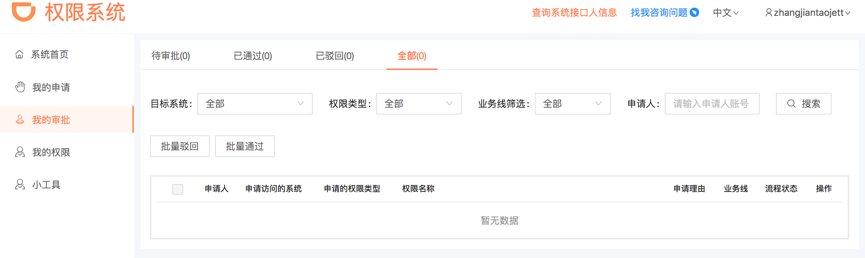 权限系统
查询系统接口人信息 找我咨询问题 中文 zhangjiantaojett
系统首页
我的申请
我的审批
我的权限
小工具
待审批(0) 已通过(0) 已驳回(0) 全部(0)
目标系统: 全部 权限类型: 全部 业务线筛选: 全部 申请人: 请输入申请人账号 搜索
批量驳回 批量通过
申请人 申请访问的系统 申请的权限类型 权限名称 申请理由 业务线 流程状态 操作
暂无数据